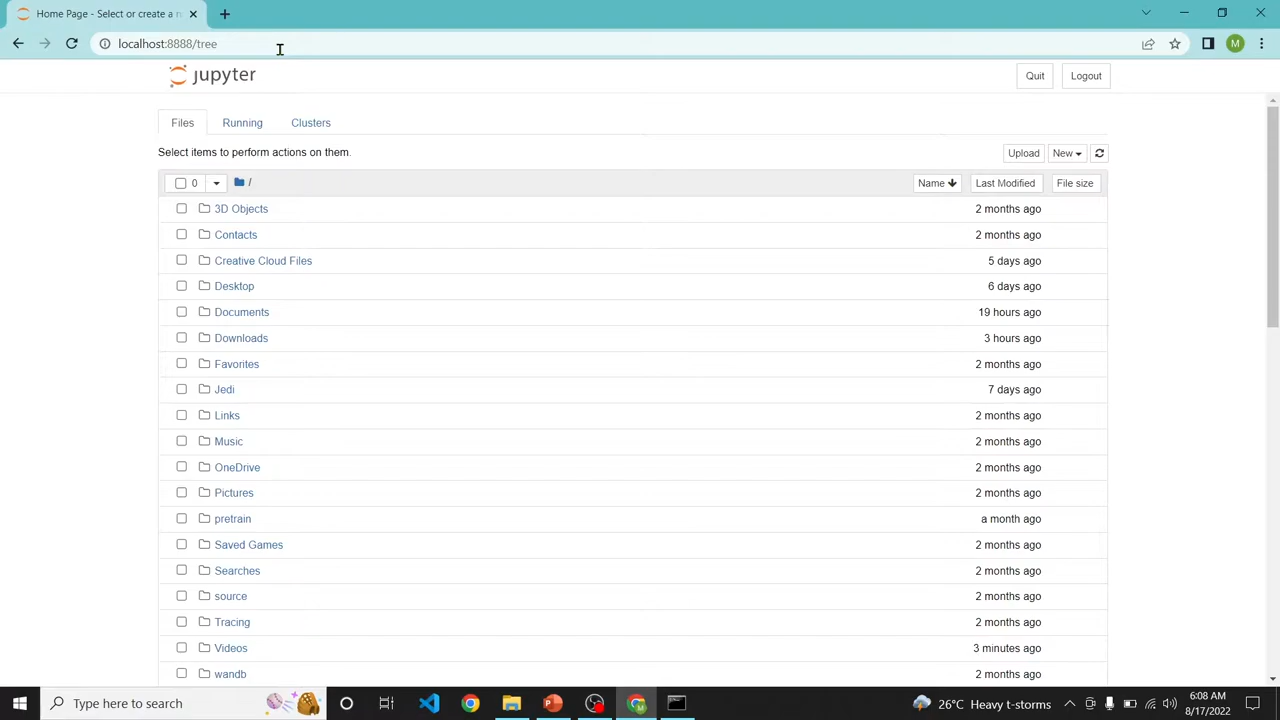 Home Page - Select or create a n
localhost:8888/tree
M
jupyter
Quit
Logout
Files
Running
Clusters
Select items to perform actions on them.
Upload
New
0
/
Name
Last Modified
File size
3D Objects
2 months ago
Contacts
2 months ago
Creative Cloud Files
5 days ago
Desktop
6 days ago
Documents
19 hours ago
Downloads
3 hours ago
Favorites
2 months ago
Jedi
7 days ago
Links
2 months ago
Music
2 months ago
OneDrive
2 months ago
Pictures
2 months ago
pretrain
a month ago
Saved Games
2 months ago
Searches
2 months ago
source
2 months ago
Tracing
2 months ago
Videos
3 minutes ago
wandb
2 months ago
Type here to search
26°C Heavy t-storms
6:08 AM
8/17/2022